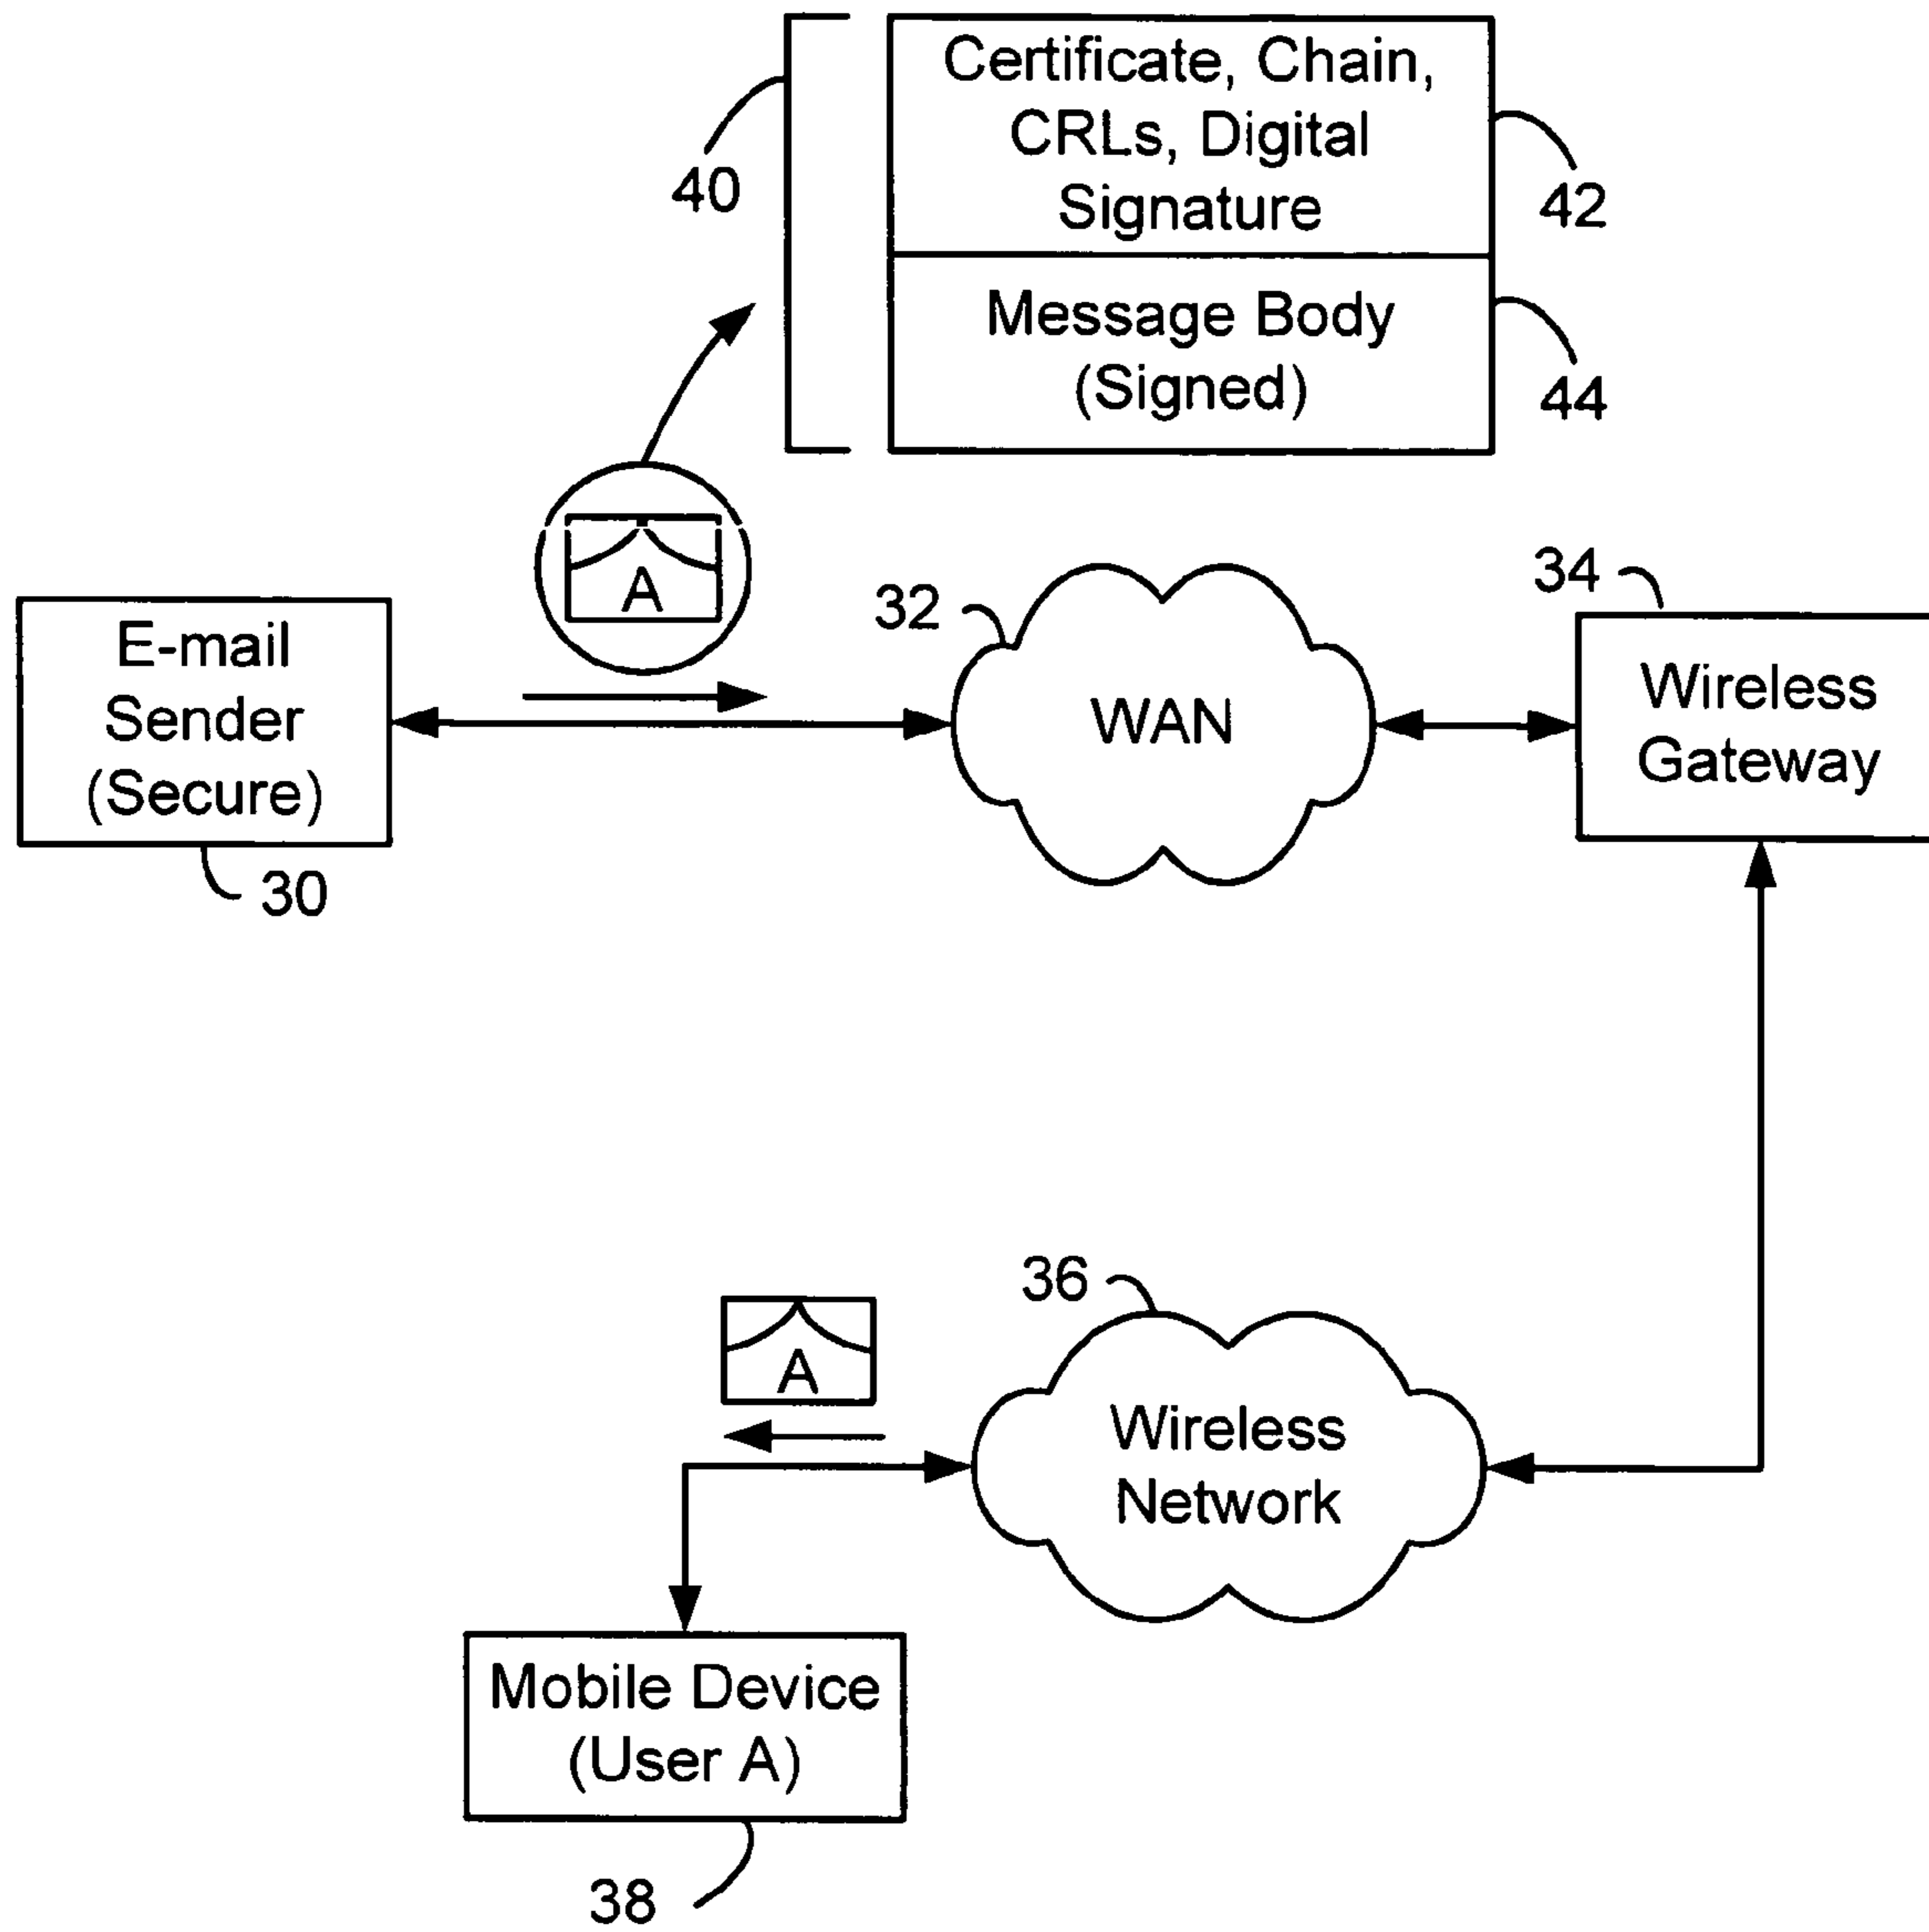 Certificate, Chain,
CRLs, Digital
Signature
40
42
Message Body
(Signed)
44
A
E-mail
Sender
(Secure)
30
32
WAN
34
Wireless
Gateway
36
A
Wireless
Network
Mobile Device
(User A)
38